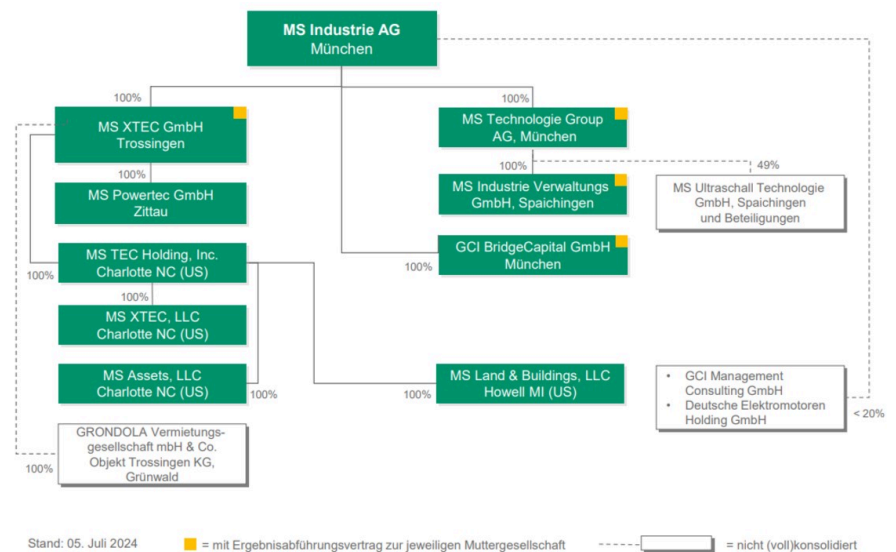 MS Industrie AG
München
100%
100%
MS XTEC GmbH
Trossingen
MS Technologie Group
AG, München
100%
100%
49%
MS Powertec GmbH
Zittau
MS Industrie Verwaltungs
GmbH, Spaichingen
MS Ultraschall Technologie
GmbH, Spaichingen
und Beteiligungen
MS TEC Holding, Inc.
Charlotte NC (US)
100%
GCI BridgeCapital GmbH
München
100%
100%
MS XTEC, LLC
Charlotte NC (US)
MS Assets, LLC
Charlotte NC (US)
100%
MS Land & Buildings, LLC
Howell MI (US)
100%
• GCI Management
Consulting GmbH
• Deutsche Elektromotoren
Holding GmbH
< 20%
GRONDOLA Vermietungs-
gesellschaft mbH & Co.
Objekt Trossingen KG,
Grünwald
100%
Stand: 05. Juli 2024
= mit Ergebnisabführungsvertrag zur jeweiligen Muttergesellschaft
= nicht (voll)konsolidiert